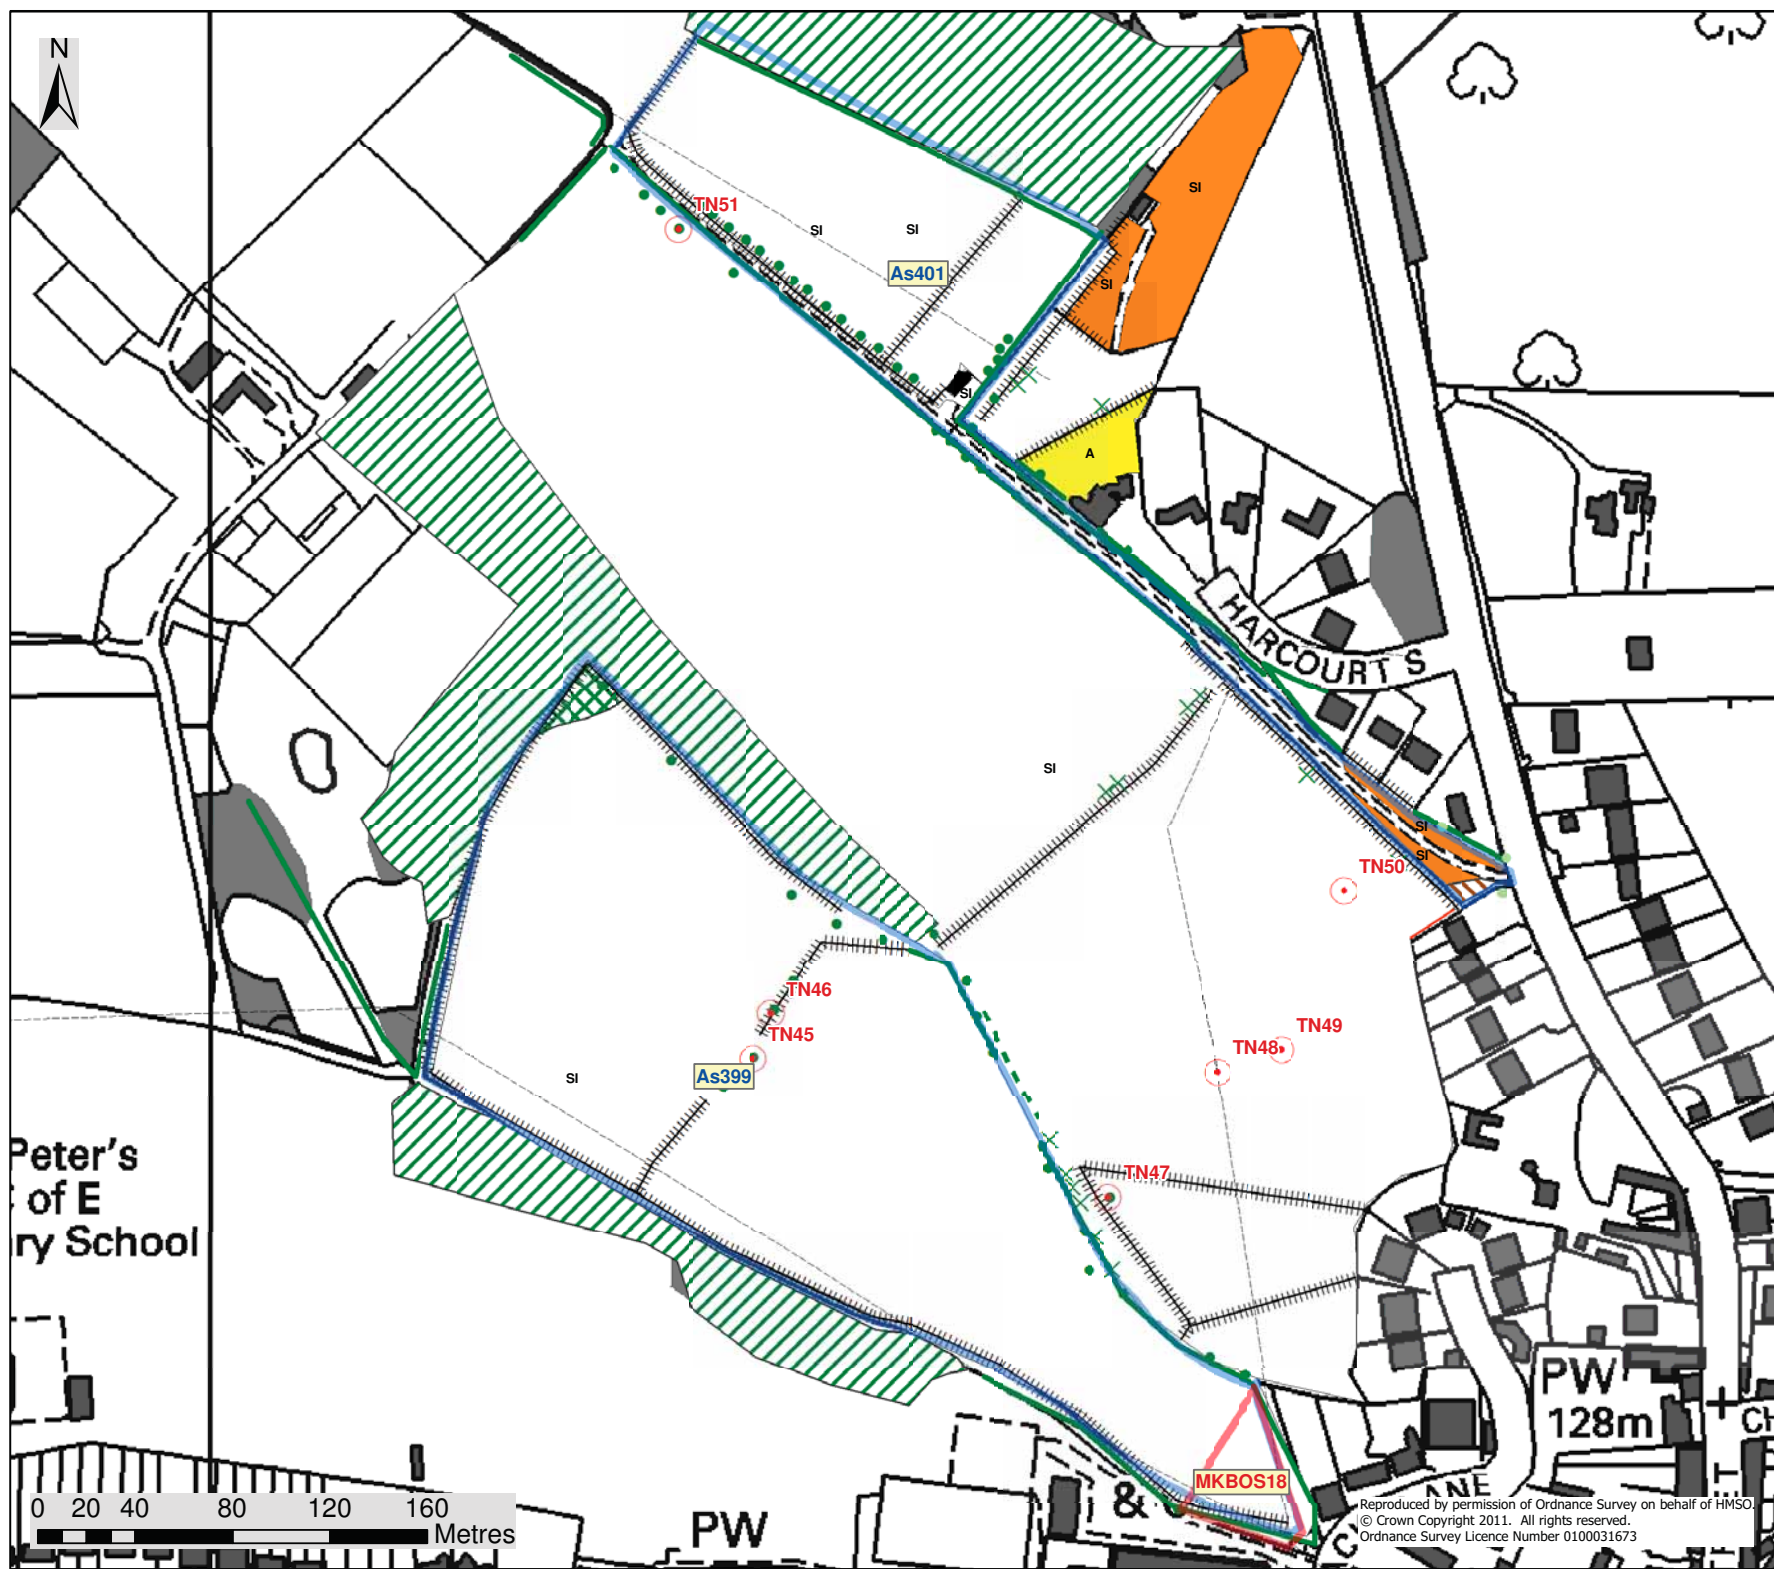 N
TN51
SI
SI
SI
As401
SI
SI
A
HARCOURT S
SI
SI
SI
TN50
TN46
TN49
TN45
TN48
As399
SI
Peter's
of E
ry School
TN47
PW
128m
CH
MKBOS18
ANE
&
PW
0 20 40 80 120 160
Metres
Reproduced by permission of Ordnance Survey on behalf of HMSO.
© Crown Copyright 2011. All rights reserved.
Ordnance Survey Licence Number 0100031673